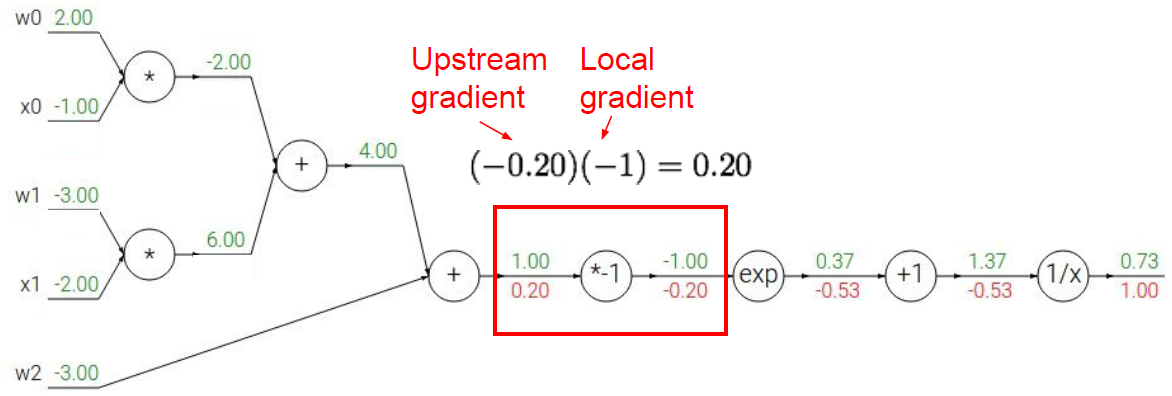 w0 2.00
*
-2.00
x0 -1.00
Upstream gradient
Local gradient
+
4.00
(−0.20)(−1) = 0.20
w1 -3.00
*
6.00
x1 -2.00
+
1.00
0.20
*-1
-1.00
-0.20
exp
0.37
-0.53
+1
1.37
-0.53
1/x
0.73
1.00
w2 -3.00